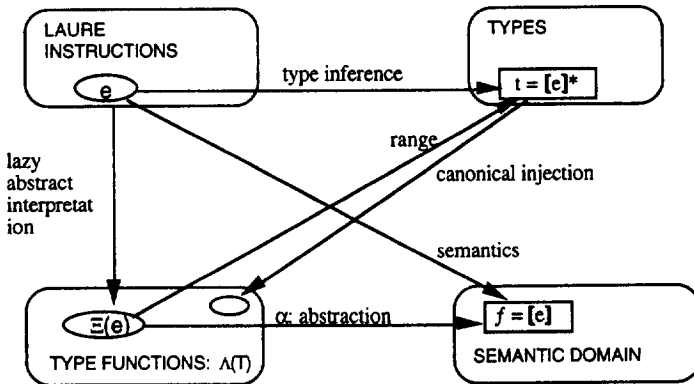 LAURE
INSTRUCTIONS
TYPES
e
type inference
t = [e]*
range
canonical injection
lazy
abstract
interpretat
ion
semantics
Ξ(e)
α: abstraction
f = [e]
TYPE FUNCTIONS: Λ(T)
SEMANTIC DOMAIN